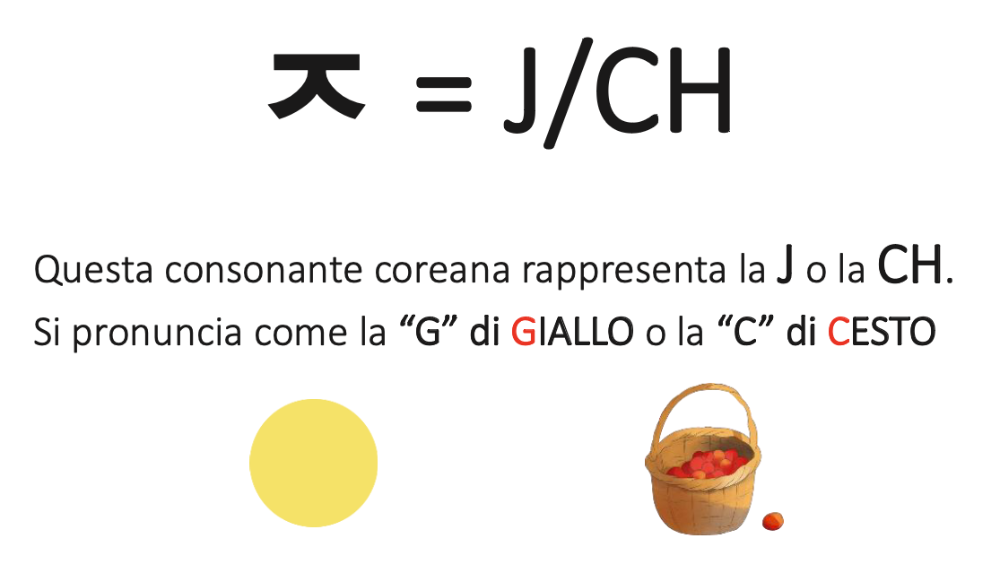 ㅈ = J/CH
Questa consonante coreana rappresenta la J o la CH.
Si pronuncia come la “G” di GIALLO o la “C” di CESTO